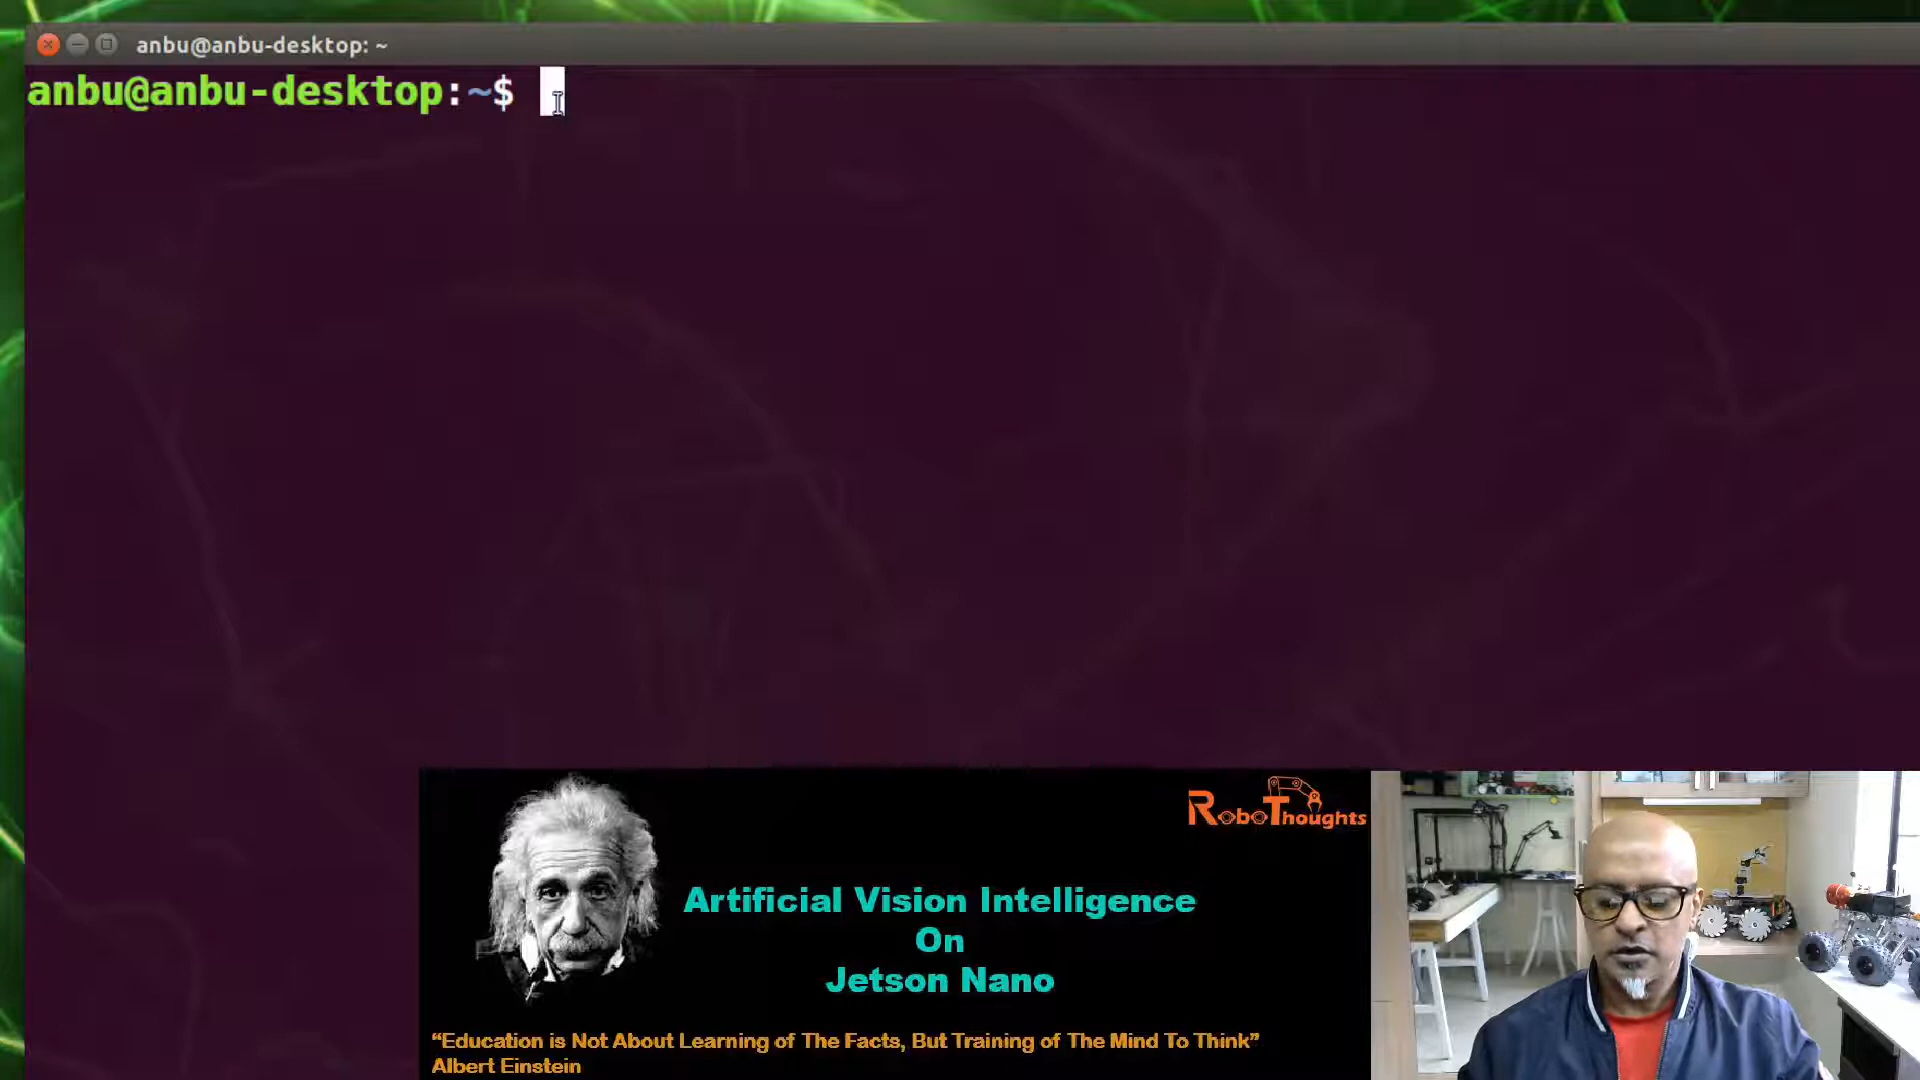 anbu@anbu-desktop: ~
anbu@anbu-desktop:~$
RoboThoughts
Artificial Vision Intelligence
On
Jetson Nano
“Education is Not About Learning of The Facts, But Training of The Mind To Think”
Albert Einstein